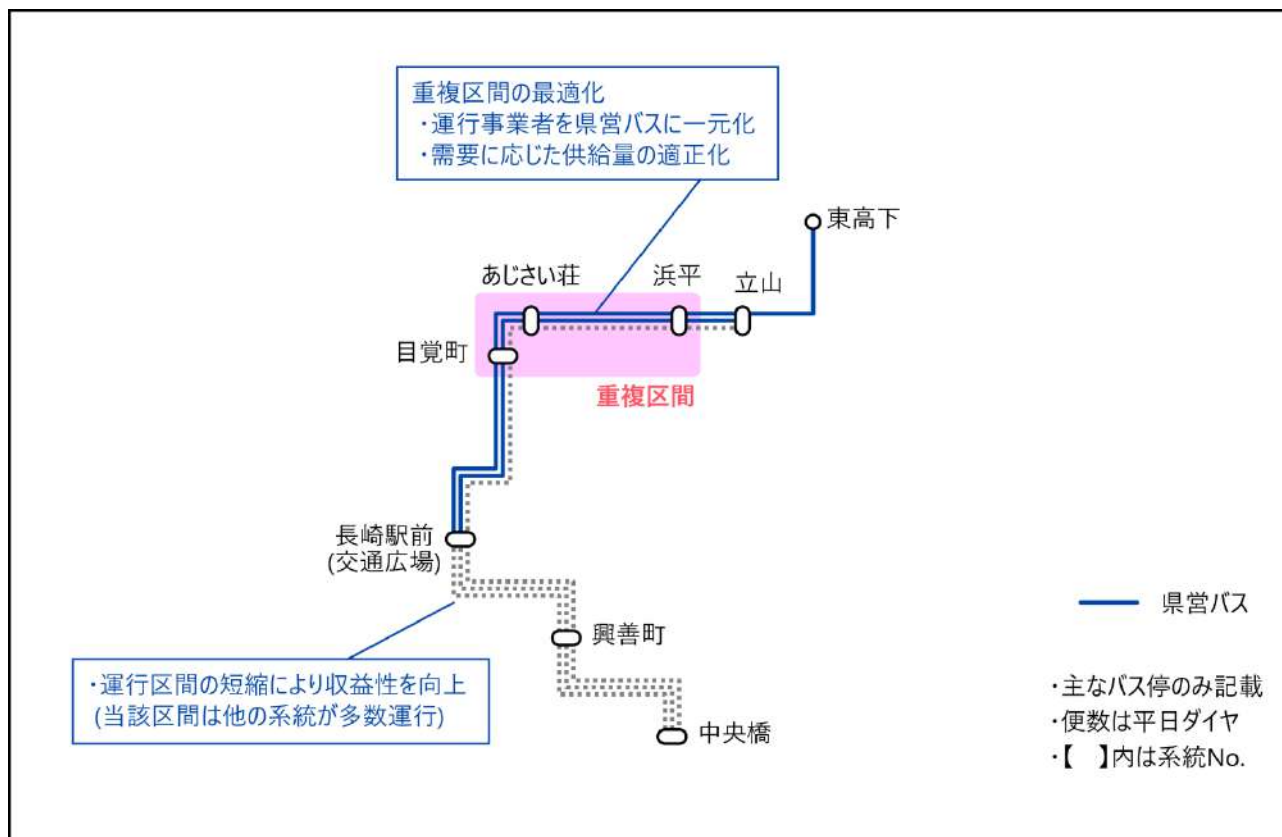 重複区間の最適化
・運行事業者を県営バスに一元化
・需要に応じた供給量の適正化
東高下
あじさい荘
浜平
立山
目覚町
重複区間
長崎駅前
(交通広場)
興善町
県営バス
・運行区間の短縮により収益性を向上
(当該区間は他の系統が多数運行)
中央橋
・主なバス停のみ記載
・便数は平日ダイヤ
・【　】内は系統No.